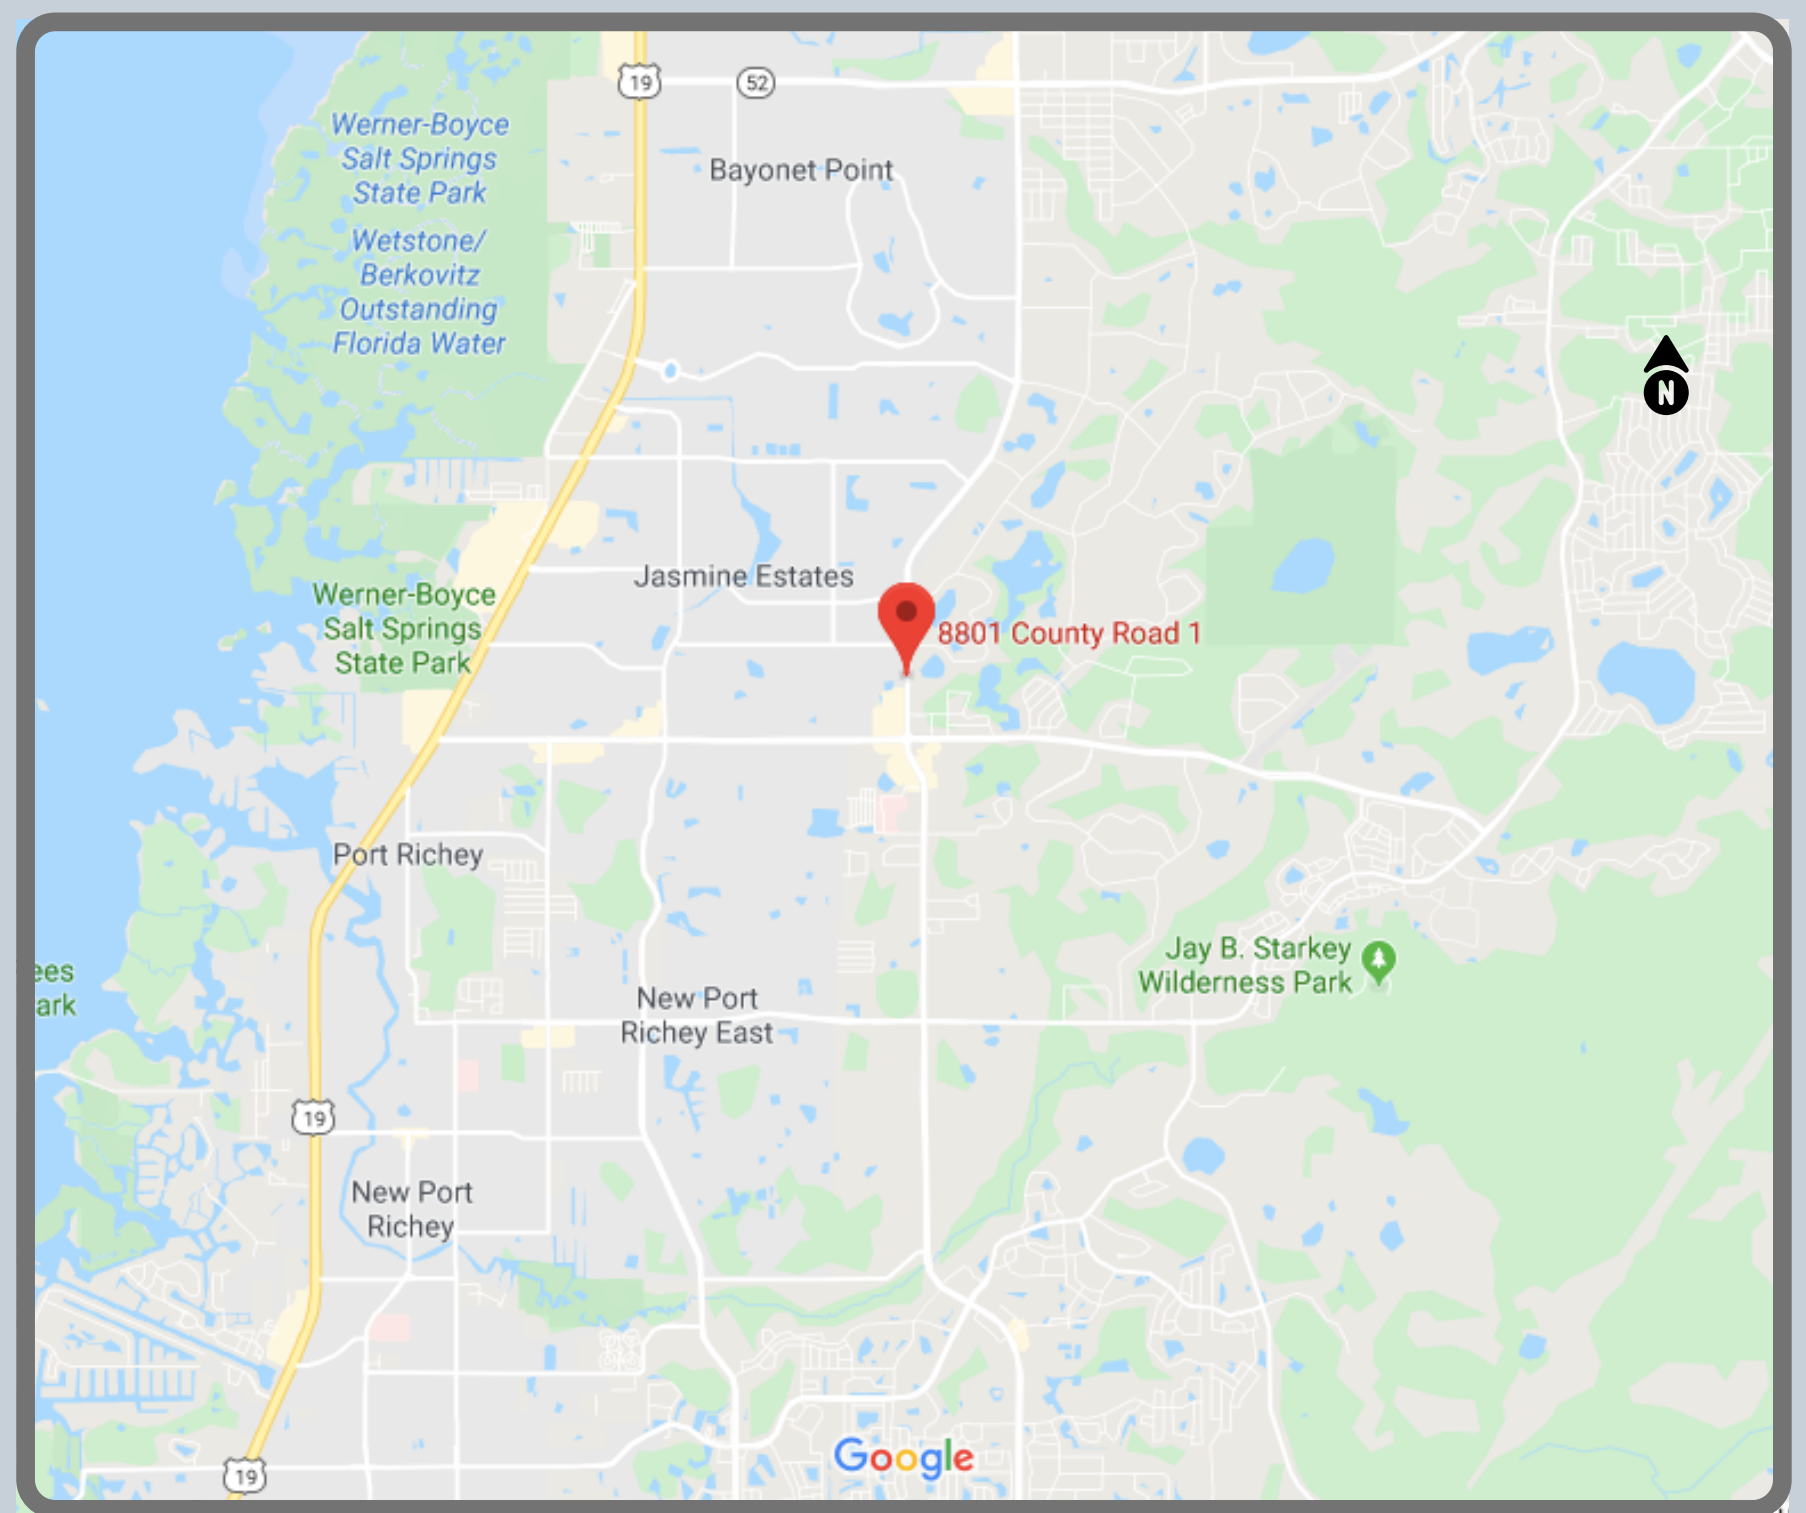 19
52
Werner-Boyce
Salt Springs
State Park
Bayonet Point
Wetstone/
Berkovitz
Outstanding
Florida Water
N
Jasmine Estates
Werner-Boyce
Salt Springs
State Park
8801 County Road 1
Port Richey
Jay B. Starkey
Wilderness Park
ees
ark
New Port
Richey East
19
New Port
Richey
Google
19